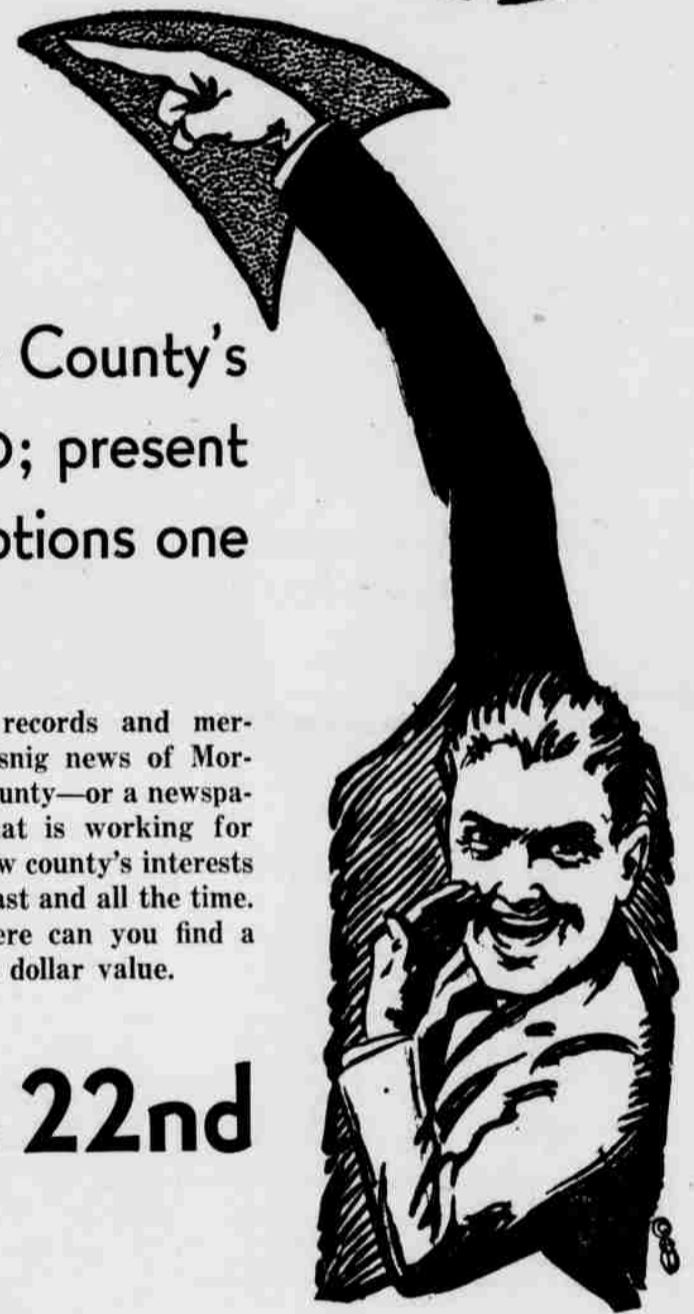 County's
; present
ptions one
records and mer-
snig news of Mor-
unty—or a newspa-
at is working for
w county's interests
ast and all the time.
ere can you find a
dollar value.
22nd